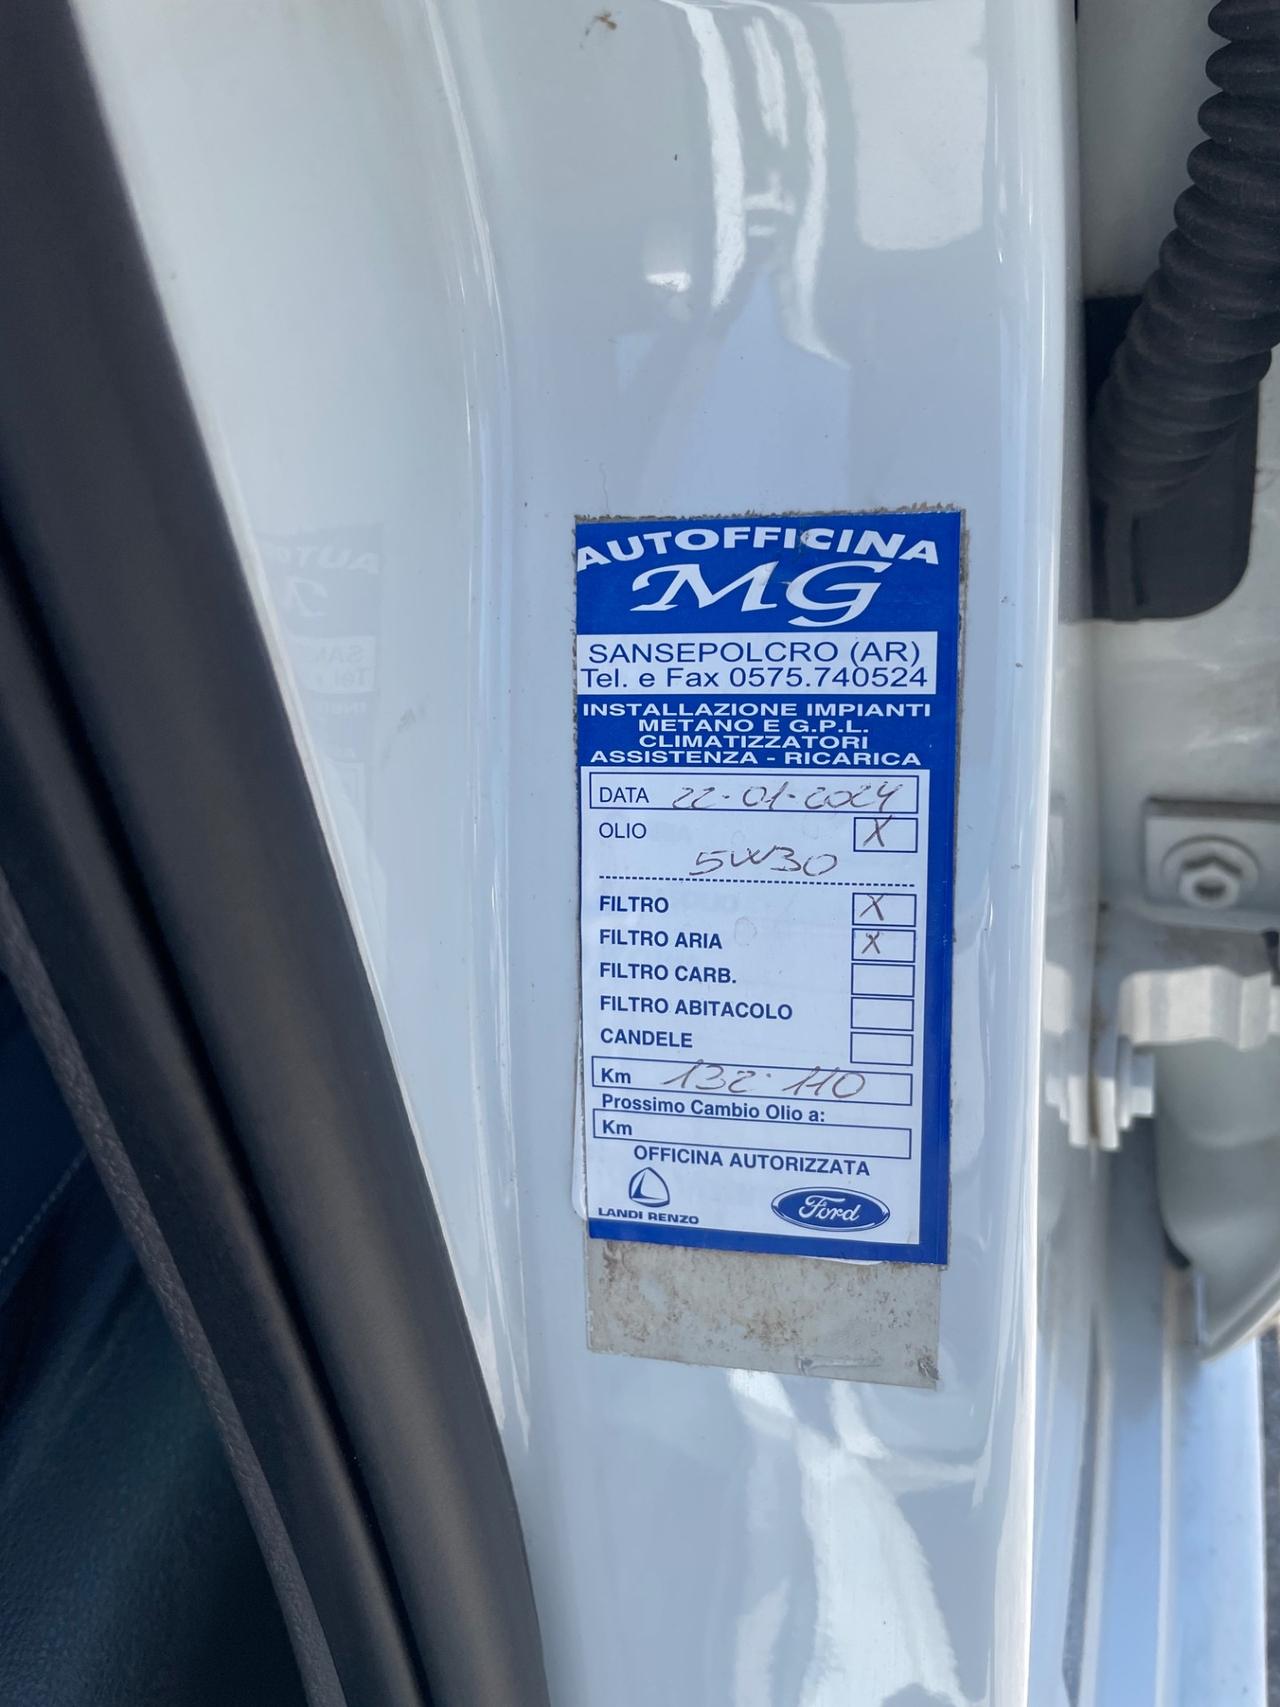 AUTOFFICINA
MG
SANSEPOLCRO (AR)
Tel. e Fax 0575.740524
INSTALLAZIONE IMPIANTI
METANO E G.P.L.
CLIMATIZZATORI
ASSISTENZA - RICARICA
DATA 22-01-2024
OLIO X
5W30
FILTRO X
FILTRO ARIA X
FILTRO CARB.
FILTRO ABITACOLO
CANDELE
Km 132.110
Prossimo Cambio Olio a:
Km
OFFICINA AUTORIZZATA
LANDI RENZO Ford